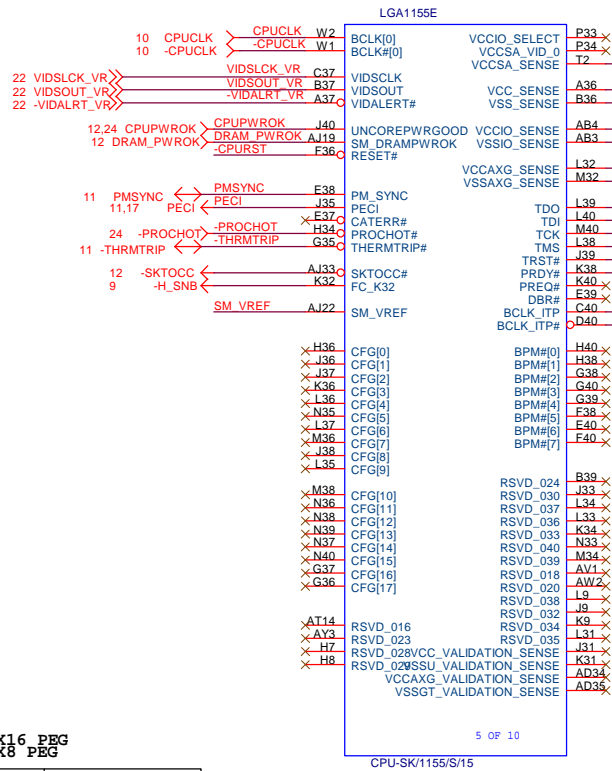 LGA1155E
10 CPUCLK CPUCLK W2 BCLK[0] VCCIO_SELECT P33
10 -CPUCLK -CPUCLK W1 BCLK#[0] VCCSA_VID_0 P34
VCCSA_SENSE T2
22 VIDSLCK_VR VIDSLCK_VR C37 VIDSCLK
22 VIDSOUT_VR VIDSOUT_VR B37 VIDSOUT VCC_SENSE A36
22 -VIDALRT_VR -VIDALRT_VR A37 VIDALERT# VSS_SENSE B36
12,24 CPUPWROK CPUPWROK J40 UNCOREPWRGOOD VCCIO_SENSE AB4
12 DRAM_PWROK DRAM_PWROK AJ19 SM_DRAMPWROK VSSIO_SENSE AB3
-CPURST F36 RESET#
VCCAXG_SENSE L32
VSSAXG_SENSE M32
11 PMSYNC PMSYNC E38 PM_SYNC
11,17 PECI PECI J35 PECI TDO L39
E37 CATERR# TDI L40
24 -PROCHOT -PROCHOT H34 PROCHOT# TCK M40
11 -THRMTRIP -THRMTRIP G35 THERMTRIP# TMS L38
TRST# J39
12 -SKTOCC AJ33 SKTOCC# PRDY# K38
9 -H_SNB K32 FC_K32 PREQ# K40
DBR# E39
SM_VREF AJ22 SM_VREF BCLK_ITP C40
BCLK_ITP# D40
H36 CFG[0] BPM#[0] H40
J36 CFG[1] BPM#[1] H38
J37 CFG[2] BPM#[2] G38
K36 CFG[3] BPM#[3] G40
L36 CFG[4] BPM#[4] G39
N35 CFG[5] BPM#[5] F38
L37 CFG[6] BPM#[6] E40
M36 CFG[7] BPM#[7] F40
J38 CFG[8]
L35 CFG[9]
RSVD_024 B39
M38 CFG[10] RSVD_030 J33
N36 CFG[11] RSVD_037 L34
N38 CFG[12] RSVD_036 L33
N39 CFG[13] RSVD_033 K34
N37 CFG[14] RSVD_040 N33
N40 CFG[15] RSVD_039 M34
G37 CFG[16] RSVD_018 AV1
G36 CFG[17] RSVD_020 AW2
RSVD_038 L9
RSVD_032 J9
AT14 RSVD_016 RSVD_034 K9
AY3 RSVD_023 RSVD_035 L31
H7 RSVD_028 VCC_VALIDATION_SENSE J31
H8 RSVD_029 VSSU_VALIDATION_SENSE K31
VCCAXG_VALIDATION_SENSE AD34
VSSGT_VALIDATION_SENSE AD35
5 OF 10
X16 PEG
X8 PEG
CPU-SK/1155/S/15